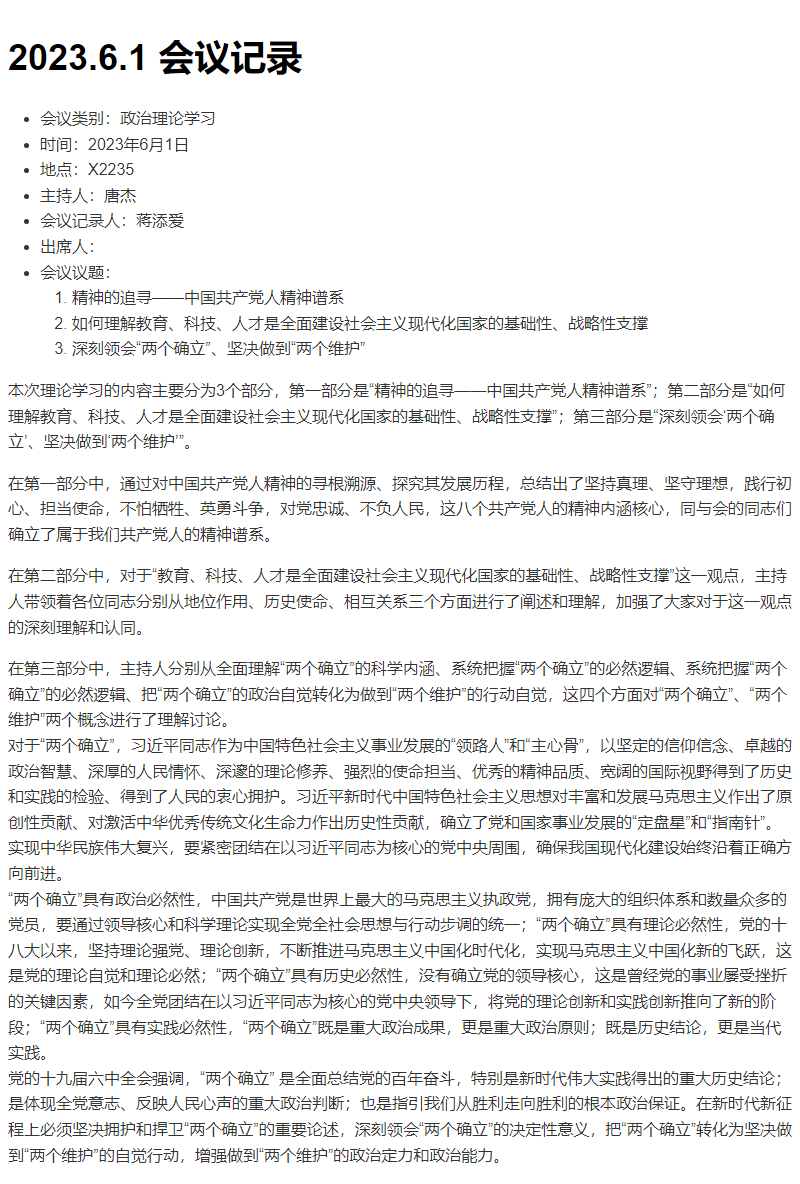 2023.6.1 会议记录
会议类别：政治理论学习
时间：2023年6月1日
地点：X2235
主持人：唐杰
会议记录人：蒋添爱
出席人：
会议议题：
1. 精神的追寻——中国共产党人精神谱系
2. 如何理解教育、科技、人才是全面建设社会主义现代化国家的基础性、战略性支撑
3. 深刻领会“两个确立”、坚决做到“两个维护”
本次理论学习的内容主要分为3个部分，第一部分是“精神的追寻——中国共产党人精神谱系”；第二部分是“如何
理解教育、科技、人才是全面建设社会主义现代化国家的基础性、战略性支撑”；第三部分是“深刻领会‘两个确
立’、坚决做到‘两个维护’”。
在第一部分中，通过对中国共产党人精神的寻根溯源、探究其发展历程，总结出了坚持真理、坚守理想，践行初
心、担当使命，不怕牺牲、英勇斗争，对党忠诚、不负人民，这八个共产党人的精神内涵核心，同与会的同志们
确立了属于我们共产党人的精神谱系。
在第二部分中，对于“教育、科技、人才是全面建设社会主义现代化国家的基础性、战略性支撑”这一观点，主持
人带领着各位同志分别从地位作用、历史使命、相互关系三个方面进行了阐述和理解，加强了大家对于这一观点
的深刻理解和认同。
在第三部分中，主持人分别从全面理解“两个确立”的科学内涵、系统把握“两个确立”的必然逻辑、系统把握“两个
确立”的必然逻辑、把“两个确立”的政治自觉转化为做到“两个维护”的行动自觉，这四个方面对“两个确立”、“两个
维护”两个概念进行了理解讨论。
对于“两个确立”，习近平同志作为中国特色社会主义事业发展的“领路人”和“主心骨”，以坚定的信仰信念、卓越的
政治智慧、深厚的人民情怀、深邃的理论修养、强烈的使命担当、优秀的精神品质、宽阔的国际视野得到了历史
和实践的检验、得到了人民的衷心拥护。习近平新时代中国特色社会主义思想对丰富和发展马克思主义作出了原
创性贡献、对激活中华优秀传统文化生命力作出历史性贡献，确立了党和国家事业发展的“定盘星”和“指南针”。
实现中华民族伟大复兴，要紧密团结在以习近平同志为核心的党中央周围，确保我国现代化建设始终沿着正确方
向前进。
“两个确立”具有政治必然性，中国共产党是世界上最大的马克思主义执政党，拥有庞大的组织体系和数量众多的
党员，要通过领导核心和科学理论实现全党全社会思想与行动步调的统一；“两个确立”具有理论必然性，党的十
八大以来，坚持理论强党、理论创新，不断推进马克思主义中国化时代化，实现马克思主义中国化新的飞跃，这
是党的理论自觉和理论必然；“两个确立”具有历史必然性，没有确立党的领导核心，这是曾经党的事业屡受挫折
的关键因素，如今全党团结在以习近平同志为核心的党中央领导下，将党的理论创新和实践创新推向了新的阶
段；“两个确立”具有实践必然性，“两个确立”既是重大政治成果，更是重大政治原则；既是历史结论，更是当代
实践。
党的十九届六中全会强调，“两个确立” 是全面总结党的百年奋斗，特别是新时代伟大实践得出的重大历史结论；
是体现全党意志、反映人民心声的重大政治判断；也是指引我们从胜利走向胜利的根本政治保证。在新时代新征
程上必须坚决拥护和捍卫“两个确立”的重要论述，深刻领会“两个确立”的决定性意义，把“两个确立”转化为坚决做
到“两个维护”的自觉行动，增强做到“两个维护”的政治定力和政治能力。